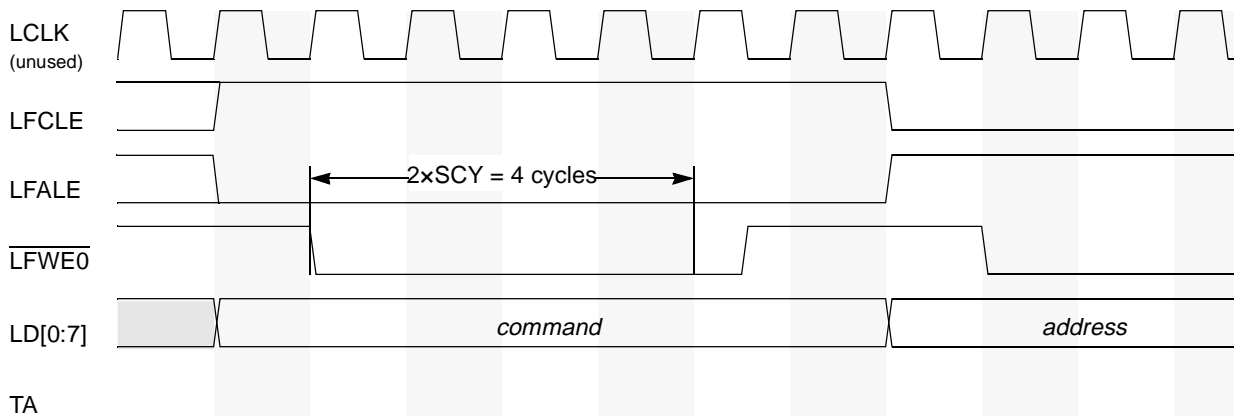 LCLK
(unused)
LFCLE
LFALE
2×SCY = 4 cycles
LFWE0
LD[0:7]
command
address
TA